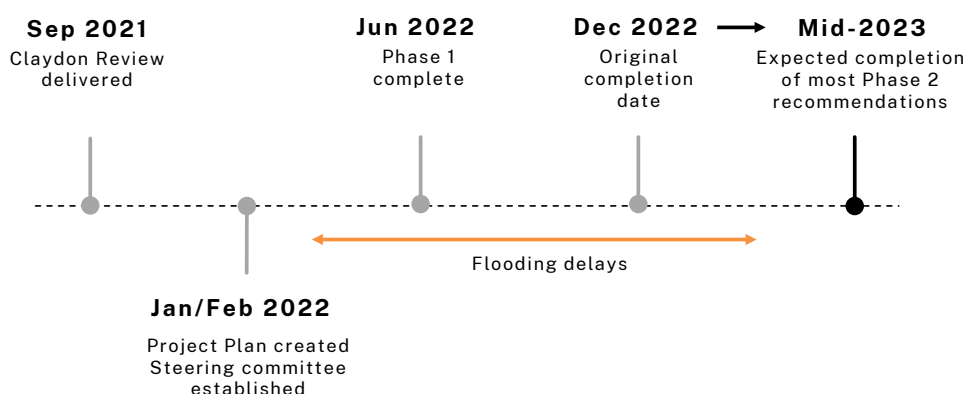 Sep 2021
Claydon Review
delivered
Jun 2022
Phase 1
complete
Dec 2022
Original
completion
date
Mid-2023
Expected completion
of most Phase 2
recommendations
Flooding delays
Jan/Feb 2022
Project Plan created
Steering committee
established